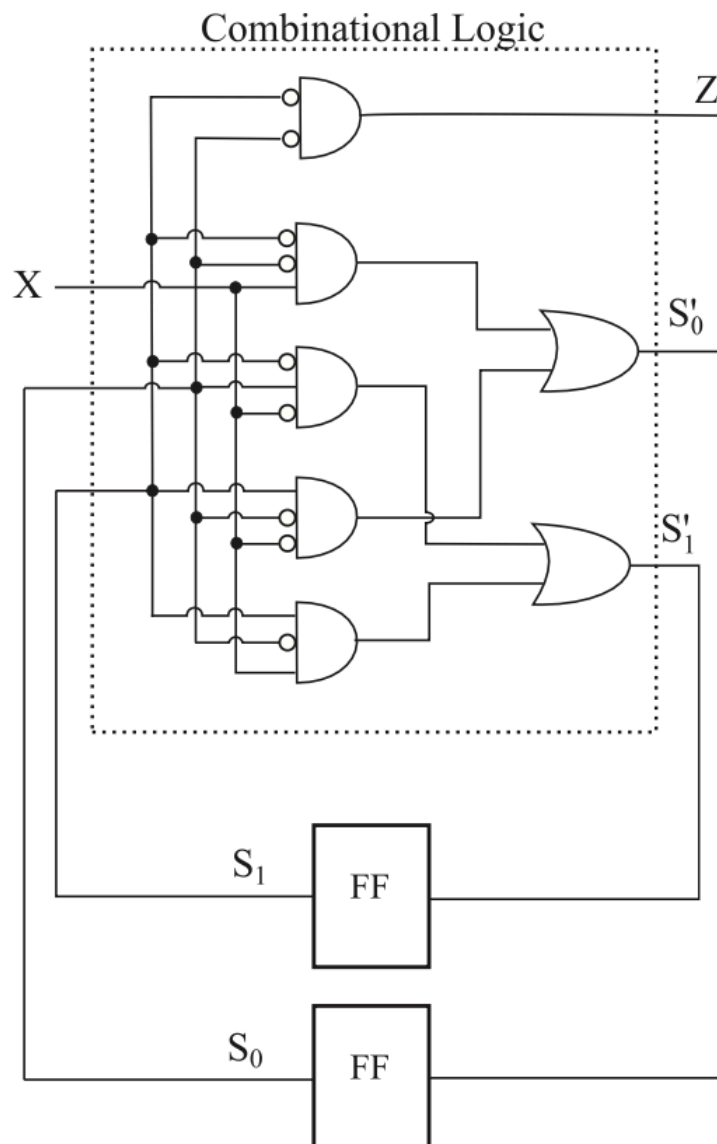 Combinational Logic
Z
X
S'₀
S'₁
S₁
FF
S₀
FF